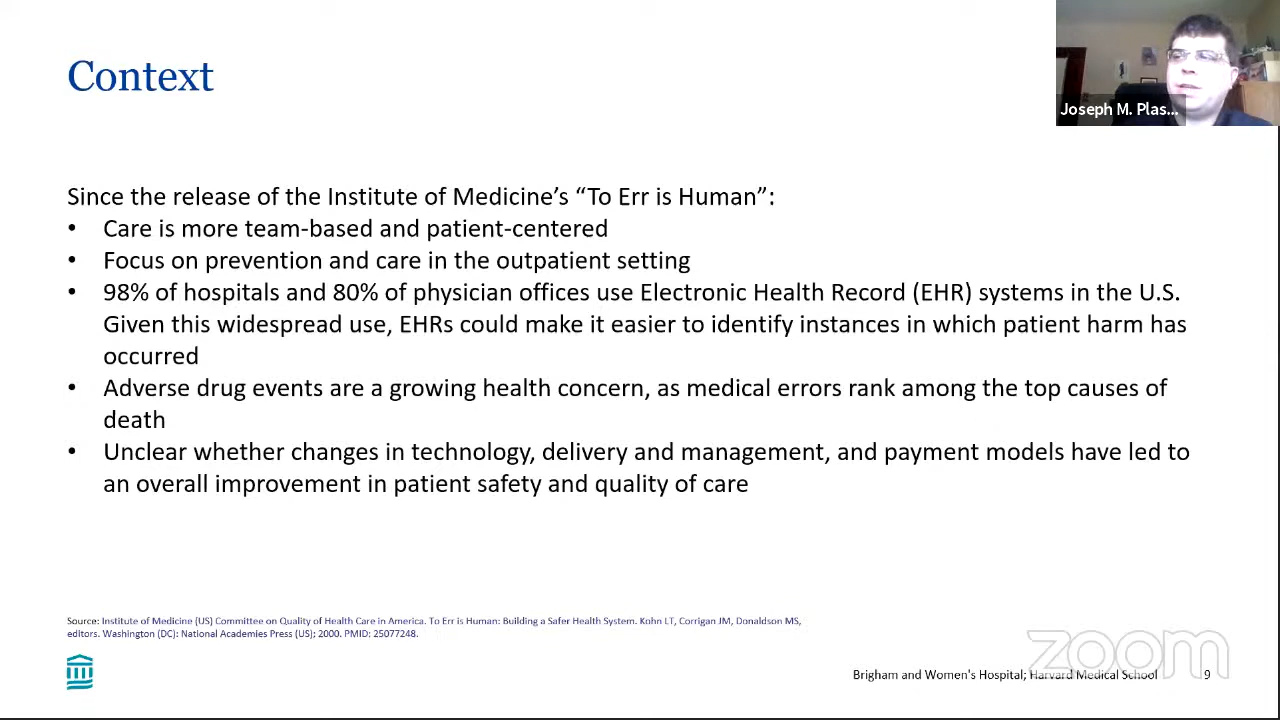 Context
Joseph M. Plas...
Since the release of the Institute of Medicine’s “To Err is Human”:
• Care is more team-based and patient-centered
• Focus on prevention and care in the outpatient setting
• 98% of hospitals and 80% of physician offices use Electronic Health Record (EHR) systems in the U.S.
Given this widespread use, EHRs could make it easier to identify instances in which patient harm has
occurred
• Adverse drug events are a growing health concern, as medical errors rank among the top causes of
death
• Unclear whether changes in technology, delivery and management, and payment models have led to
an overall improvement in patient safety and quality of care
Source: Institute of Medicine (US) Committee on Quality of Health Care in America. To Err is Human: Building a Safer Health System. Kohn LT, Corrigan JM, Donaldson MS,
editors. Washington (DC): National Academies Press (US); 2000. PMID: 25077248.
zoom
Brigham and Women's Hospital; Harvard Medical School 9